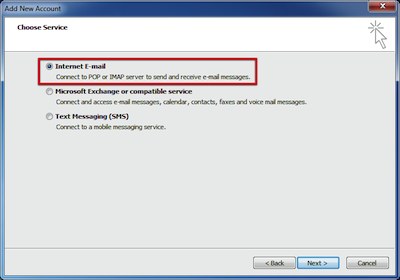 Add New Account
Choose Service
Internet E-mail
Connect to POP or IMAP server to send and receive e-mail messages.
Microsoft Exchange or compatible service
Connect and access e-mail messages, calendar, contacts, faxes and voice mail messages.
Text Messaging (SMS)
Connect to a mobile messaging service.
< Back Next > Cancel